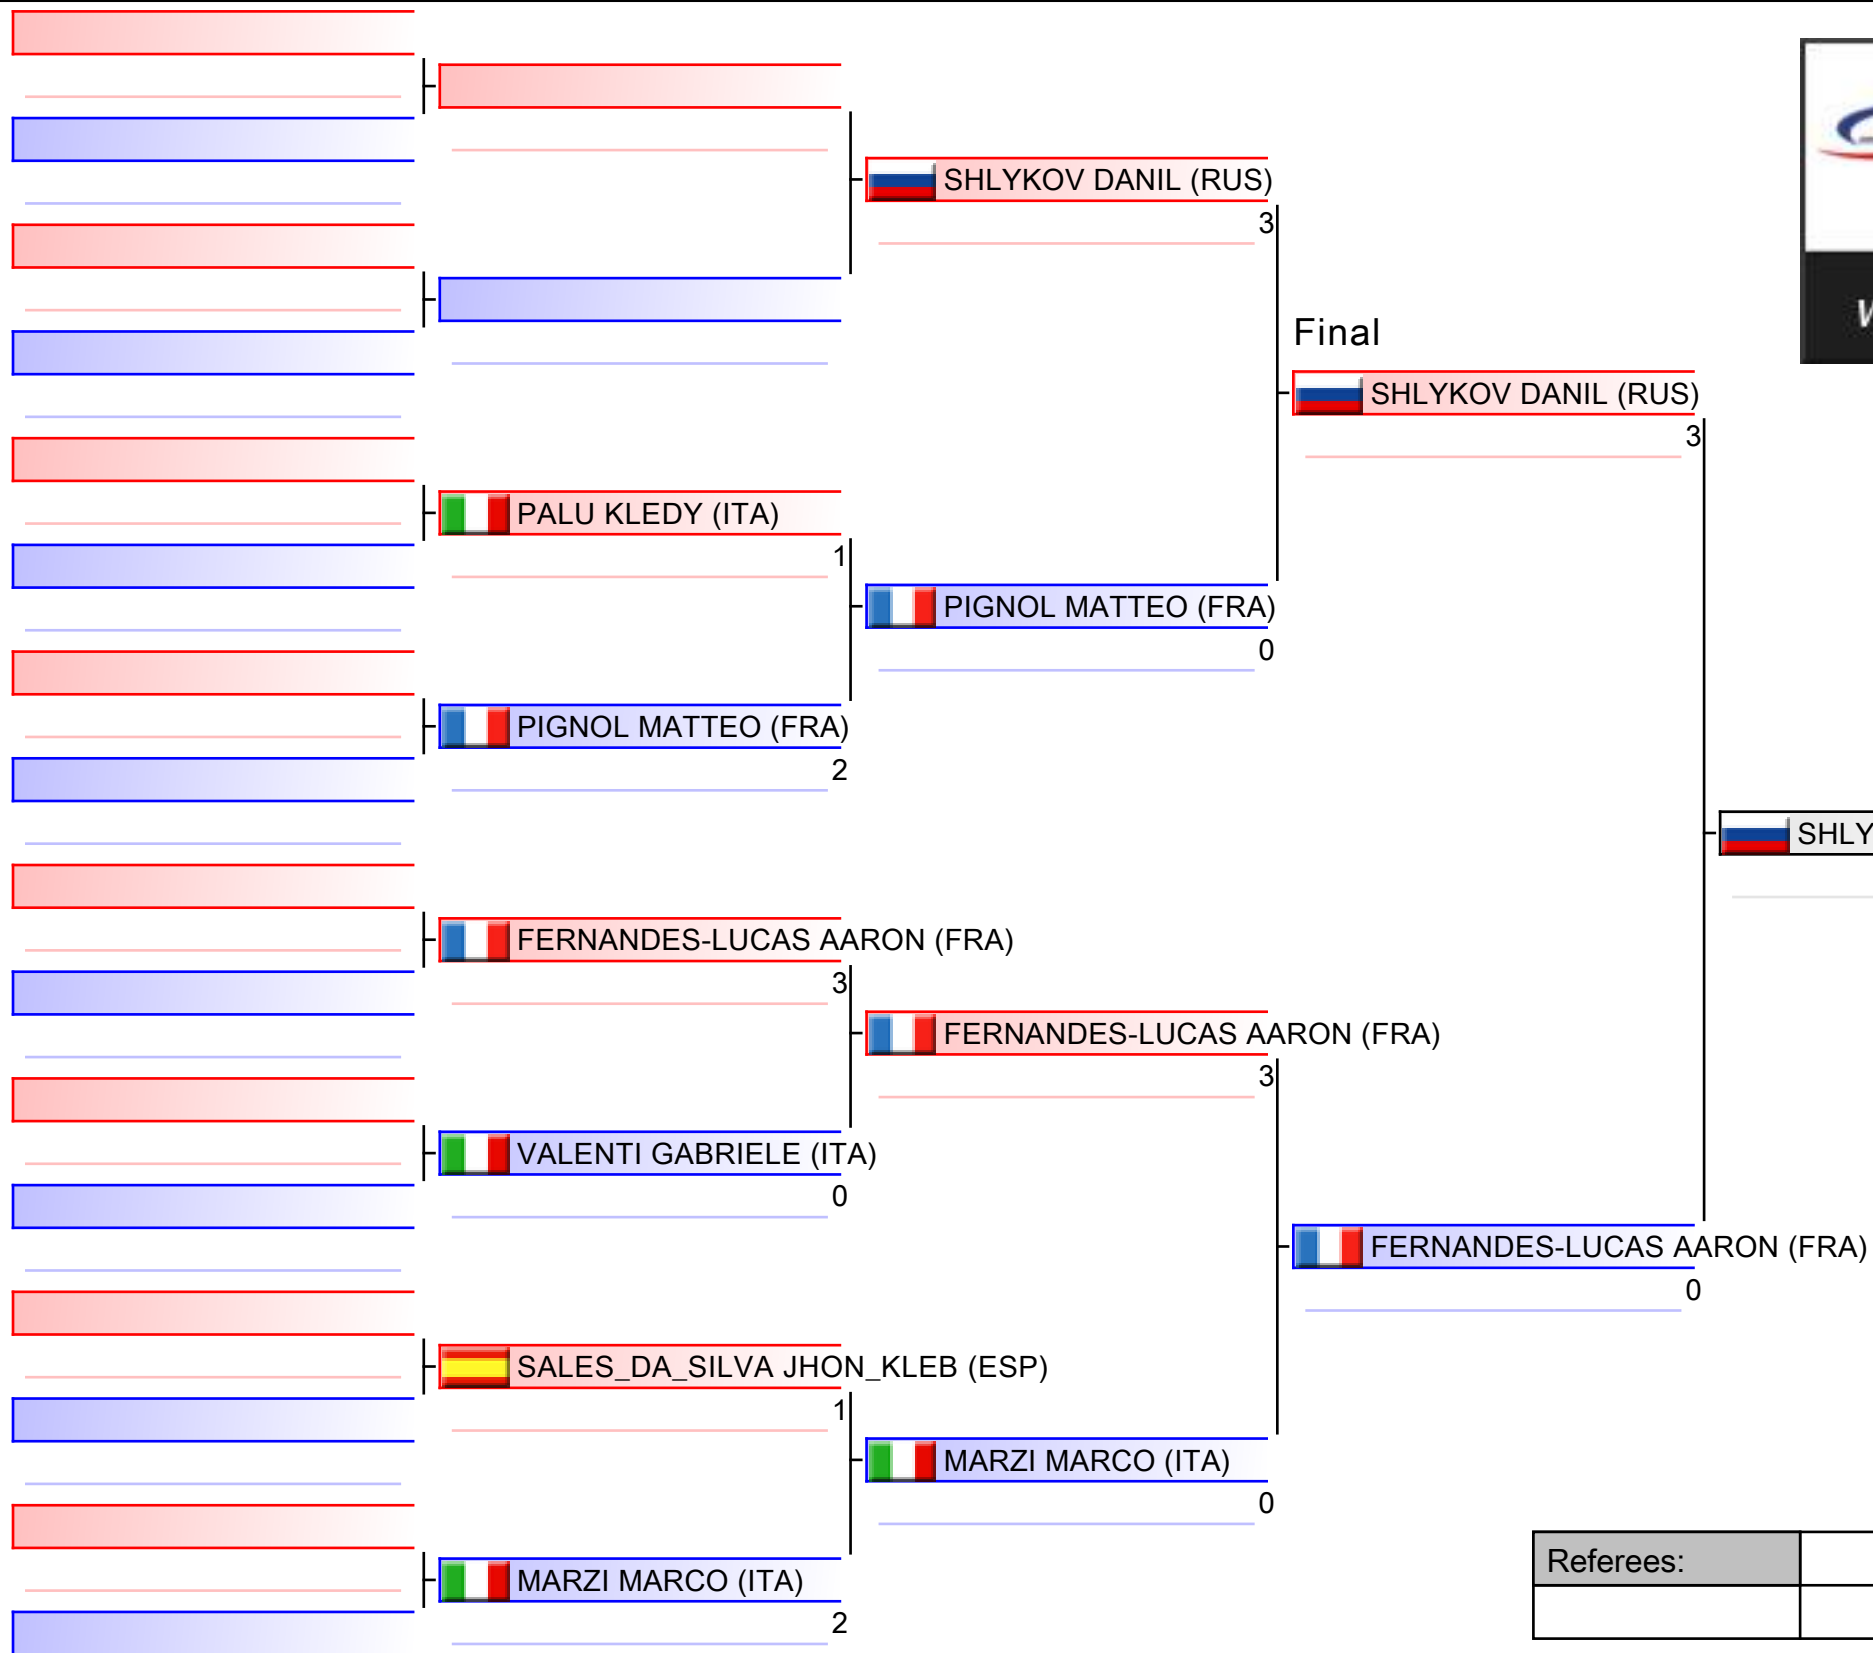 SHLYKOV DANIL (RUS)
3
Final
SHLYKOV DANIL (RUS)
3
PALU KLEDY (ITA)
1
PIGNOL MATTEO (FRA)
0
PIGNOL MATTEO (FRA)
2
SHLY
FERNANDES-LUCAS AARON (FRA)
3
FERNANDES-LUCAS AARON (FRA)
3
VALENTI GABRIELE (ITA)
0
FERNANDES-LUCAS AARON (FRA)
0
SALES_DA_SILVA JHON_KLEB (ESP)
1
MARZI MARCO (ITA)
0
MARZI MARCO (ITA)
2
Referees: